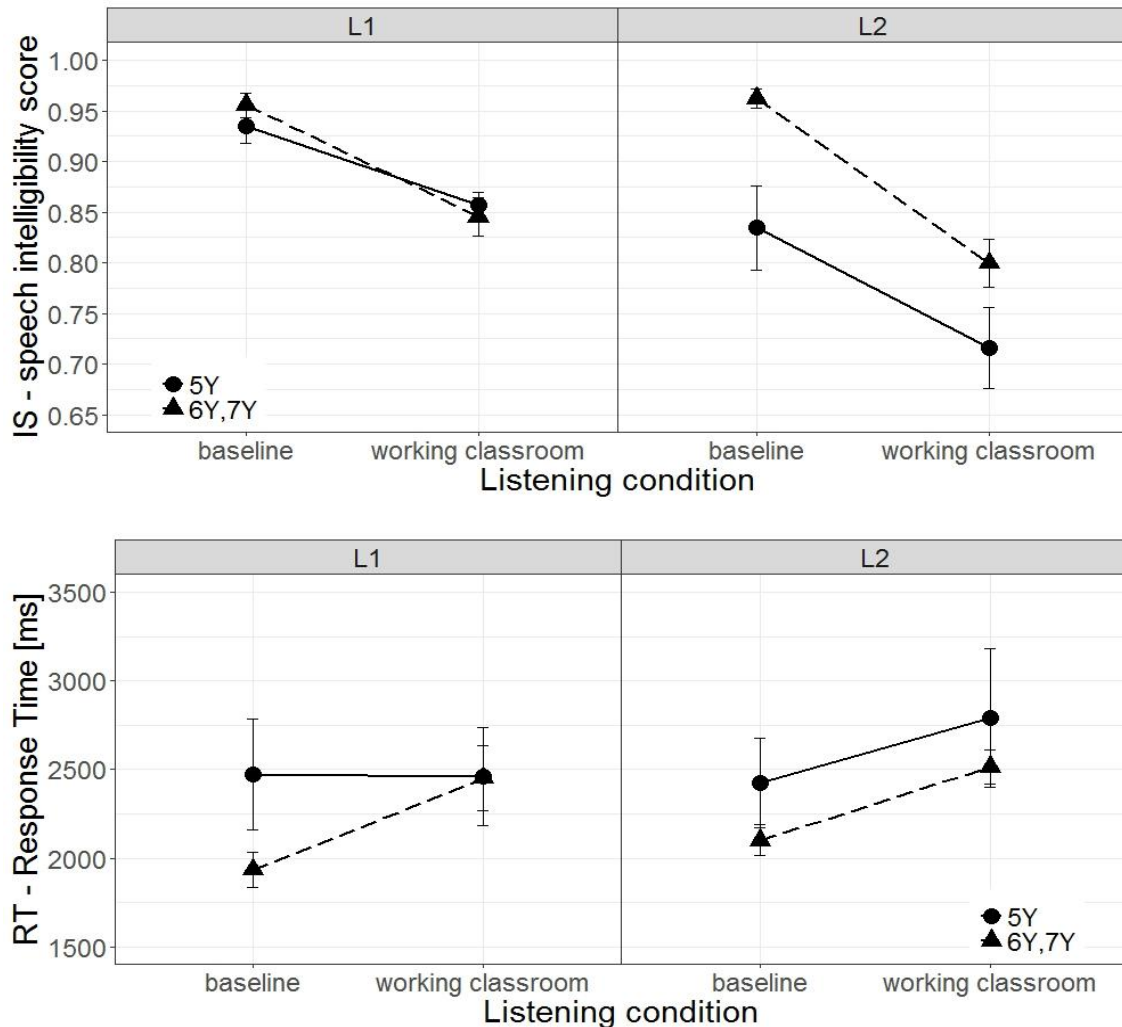 L1 L2
IS - speech intelligibility score
1.00
0.95
0.90
0.85
0.80
0.75
0.70
0.65
5Y
6Y,7Y
baseline working classroom baseline working classroom
Listening condition
L1 L2
RT - Response Time [ms]
3500
3000
2500
2000
1500
5Y
6Y,7Y
baseline working classroom baseline working classroom
Listening condition